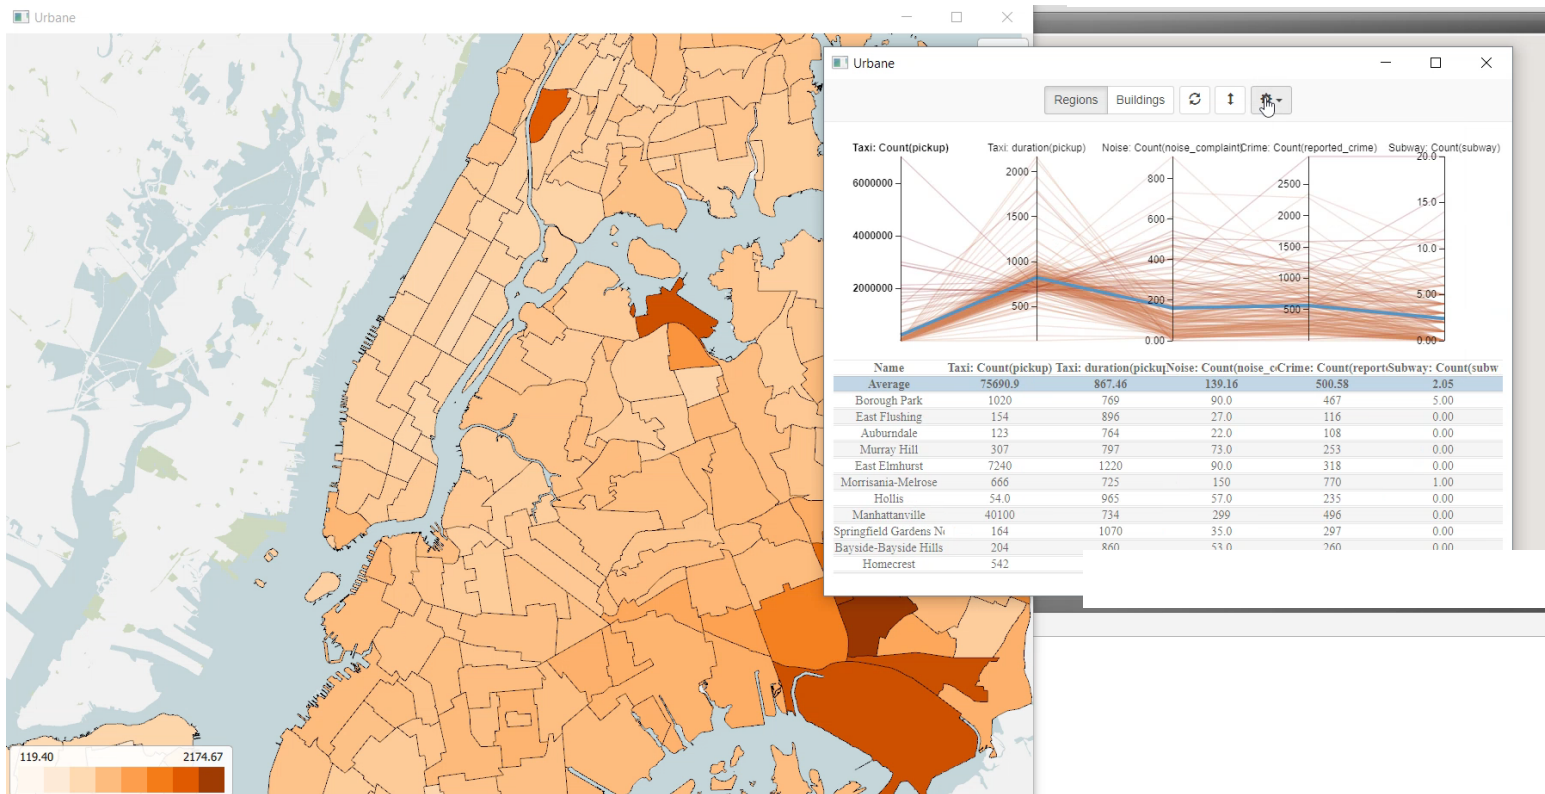 Urbane
Urbane
Regions Buildings
Taxi: Count(pickup) Taxi: duration(pickup) Noise: Count(noise_complaint) Crime: Count(reported_crime) Subway: Count(subway)
6000000
4000000
2000000
2000
1500
1000
500
800
600
400
200
0.00
2500
2000
1500
1000
500
20.0
15.0
10.0
5.00
0.00
Name Taxi: Count(pickup) Taxi: duration(pickup Noise: Count(noise_c Crime: Count(report Subway: Count(subw
Average 75690.9 867.46 139.16 500.58 2.05
Borough Park 1020 769 90.0 467 5.00
East Flushing 154 896 27.0 116 0.00
Auburndale 123 764 22.0 108 0.00
Murray Hill 307 797 73.0 253 0.00
East Elmhurst 7240 1220 90.0 318 0.00
Morrisania-Melrose 666 725 150 770 1.00
Hollis 54.0 965 57.0 235 0.00
Manhattanville 40100 734 299 496 0.00
Springfield Gardens N 164 1070 35.0 297 0.00
Bayside-Bayside Hills 204 860 53.0 260 0.00
Homecrest 542
119.40 2174.67